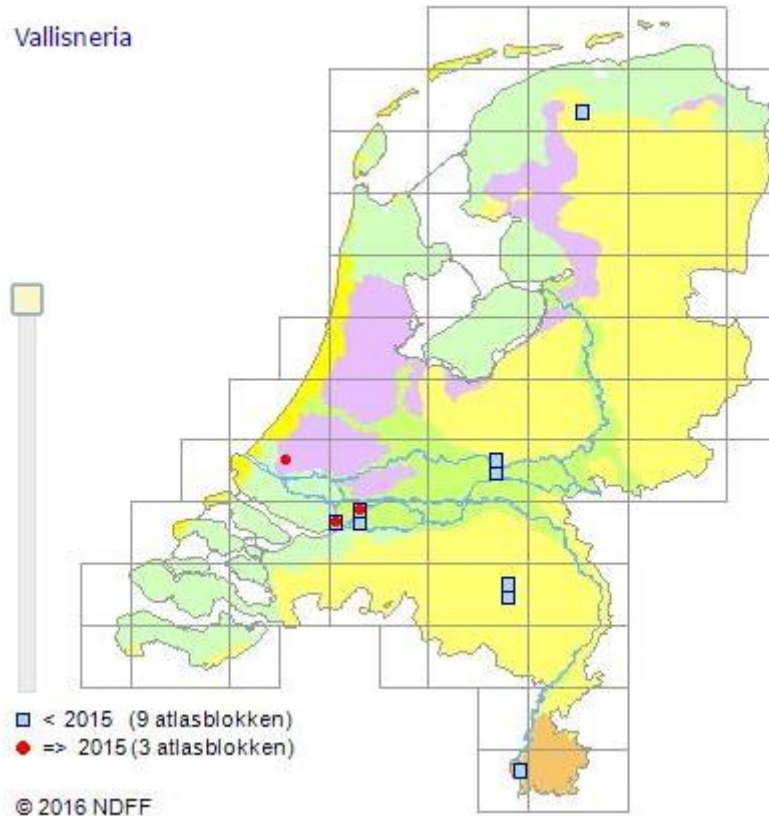 Vallisneria
< 2015 (9 atlasblokken)
=> 2015 (3 atlasblokken)
© 2016 NDFF